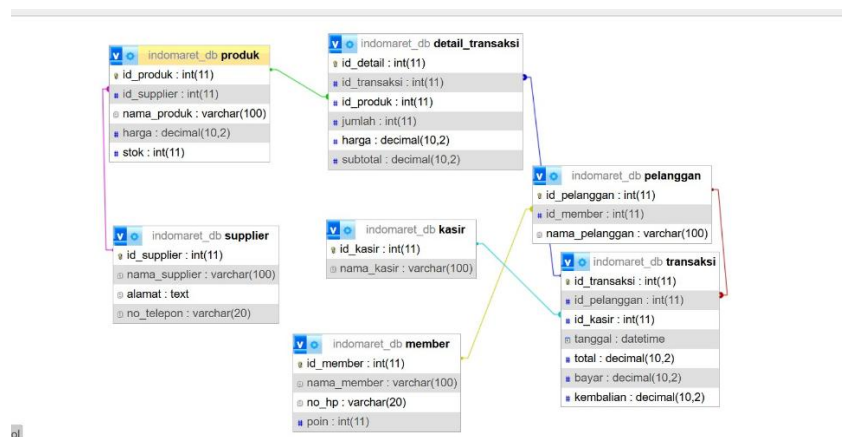 indomaret_db produk
id_produk : int(11)
id_supplier : int(11)
nama_produk : varchar(100)
harga : decimal(10,2)
stok : int(11)
indomaret_db detail_transaksi
id_detail : int(11)
id_transaksi : int(11)
id_produk : int(11)
jumlah : int(11)
harga : decimal(10,2)
subtotal : decimal(10,2)
indomaret_db pelanggan
id_pelanggan : int(11)
id_member : int(11)
nama_pelanggan : varchar(100)
indomaret_db supplier
id_supplier : int(11)
nama_supplier : varchar(100)
alamat : text
no_telepon : varchar(20)
indomaret_db kasir
id_kasir : int(11)
nama_kasir : varchar(100)
indomaret_db transaksi
id_transaksi : int(11)
id_pelanggan : int(11)
id_kasir : int(11)
tanggal : datetime
total : decimal(10,2)
bayar : decimal(10,2)
kembalian : decimal(10,2)
indomaret_db member
id_member : int(11)
nama_member : varchar(100)
no_hp : varchar(20)
poin : int(11)
ol